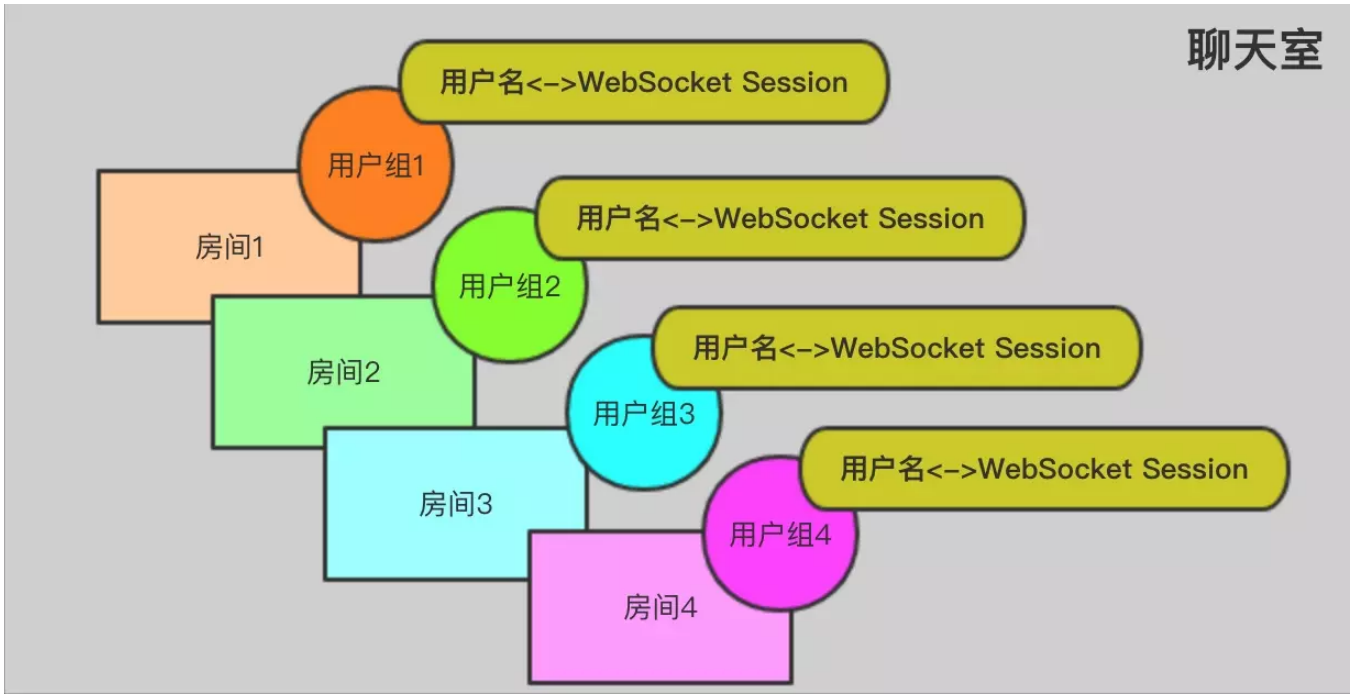 聊天室
用户名<->WebSocket Session
用户组1
房间1
用户名<->WebSocket Session
用户组2
房间2
用户名<->WebSocket Session
用户组3
房间3
用户名<->WebSocket Session
用户组4
房间4